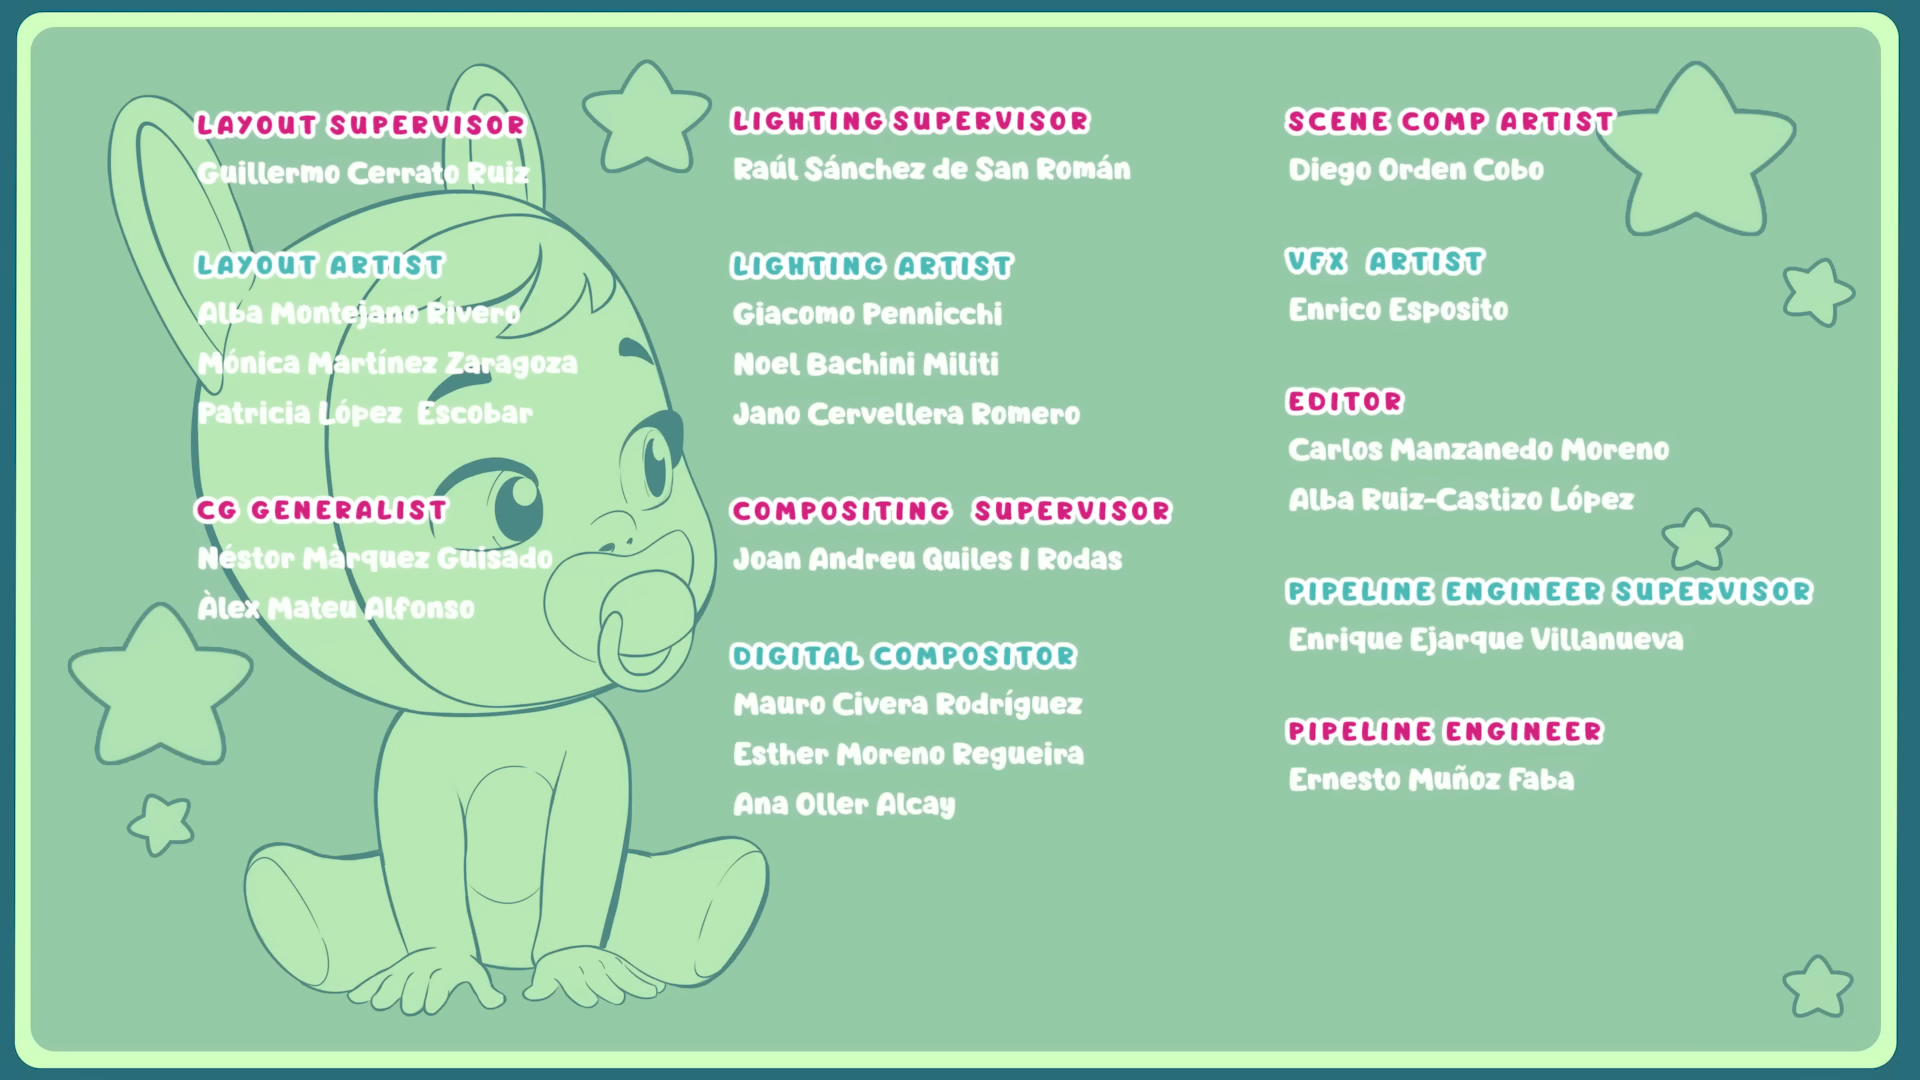 LAYOUT SUPERVISOR
Guillermo Cerrato Ruiz
LAYOUT ARTIST
Alba Montejano Rivero
Mónica Martínez Zaragoza
Patricia López Escobar
CG GENERALIST
Néstor Màrquez Guisado
Àlex Mateu Alfonso
LIGHTING SUPERVISOR
Raúl Sánchez de San Román
LIGHTING ARTIST
Giacomo Pennicchi
Noel Bachini Militi
Jano Cervellera Romero
COMPOSITING SUPERVISOR
Joan Andreu Quiles I Rodas
DIGITAL COMPOSITOR
Mauro Civera Rodríguez
Esther Moreno Regueira
Ana Oller Alcay
SCENE COMP ARTIST
Diego Orden Cobo
VFX ARTIST
Enrico Esposito
EDITOR
Carlos Manzanedo Moreno
Alba Ruiz-Castizo López
PIPELINE ENGINEER SUPERVISOR
Enrique Ejarque Villanueva
PIPELINE ENGINEER
Ernesto Muñoz Faba